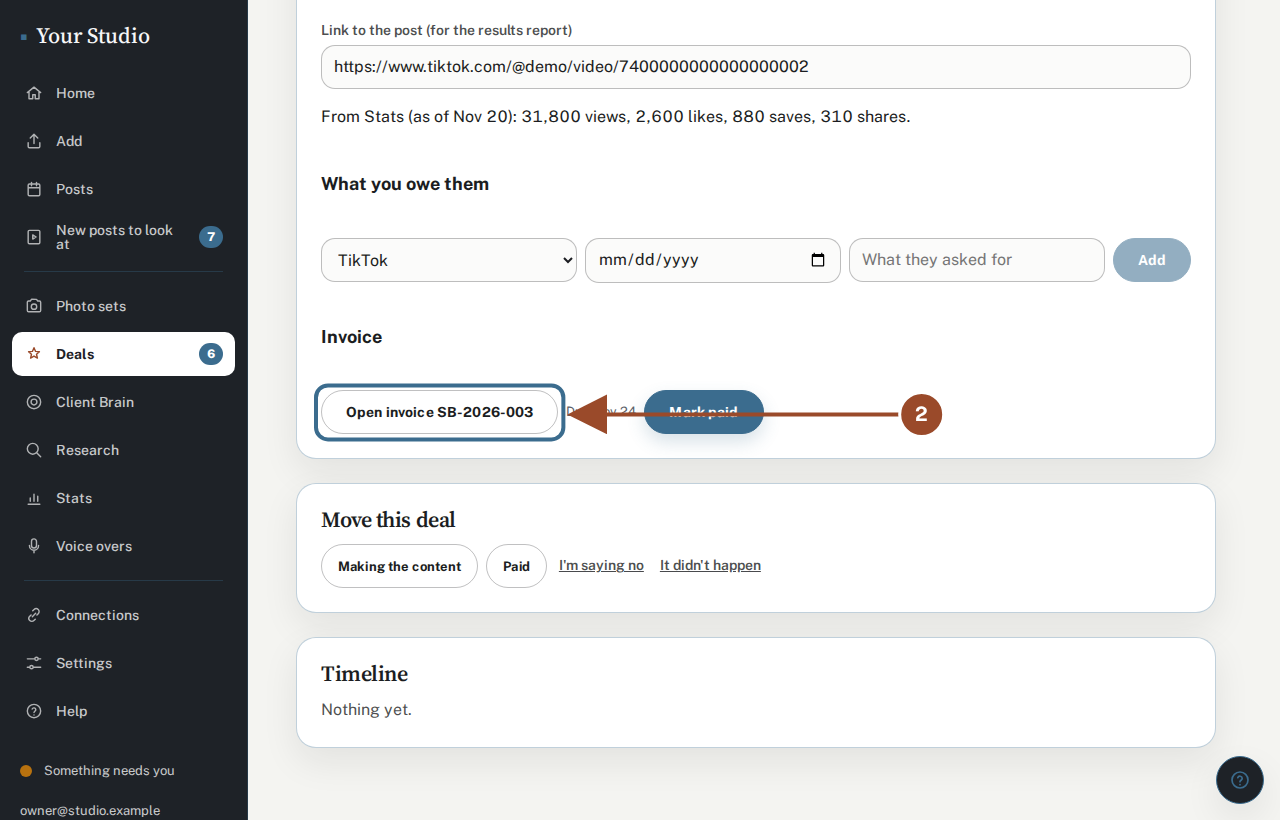 Your Studio
Home
Add
Posts
New posts to look
at
7
Photo sets
Deals
6
Client Brain
Research
Stats
Voice overs
Connections
Settings
Help
Something needs you
owner@studio.example
Link to the post (for the results report)
https://www.tiktok.com/@demo/video/7400000000000000002
From Stats (as of Nov 20): 31,800 views, 2,600 likes, 880 saves, 310 shares.
What you owe them
TikTok
mm/dd/yyyy
What they asked for
Add
Invoice
Open invoice SB-2026-003
24
Mark paid
2
Move this deal
Making the content
Paid
I'm saying no
It didn't happen
Timeline
Nothing yet.